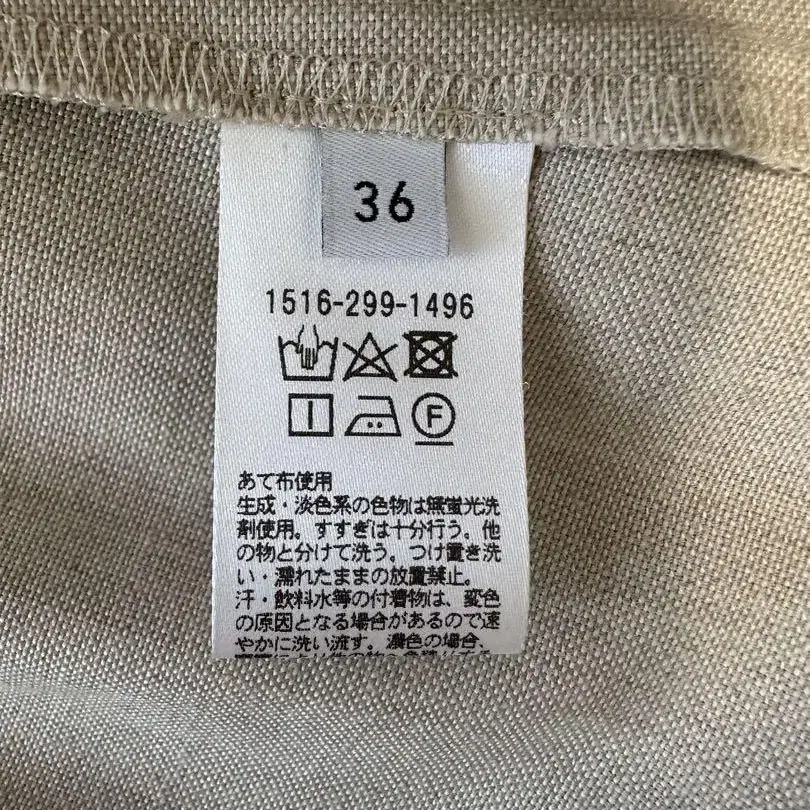 36
1516-299-1496
F
あて布使用
生成・淡色系の色物は無蛍光洗
剤使用。すすぎは十分行う。他
の物と分けて洗う。つけ置き洗
い・濡れたままの放置禁止。
汗・飲料水等の付着物は、変色
の原因となる場合があるので速
やかに洗い流す。濃色の場合、